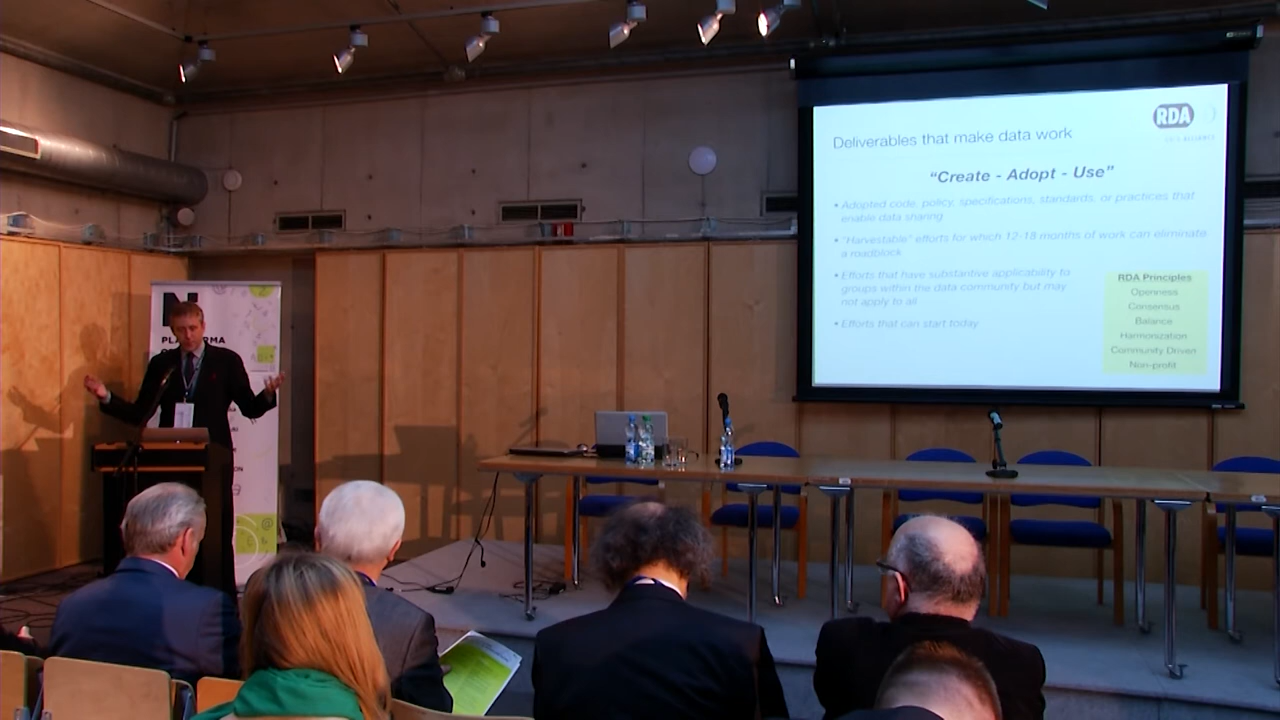 RDA
Deliverables that make data work
“Create - Adopt - Use”
• Adopted code, policy, specifications, standards, or practices that
enable data sharing
• "Harvestable" efforts for which 12-18 months of work can eliminate
a roadblock
• Efforts that have substantive applicability to
groups within the data community but may
not apply to all
• Efforts that can start today
RDA Principles
Openness
Consensus
Balance
Harmonization
Community Driven
Non-profit